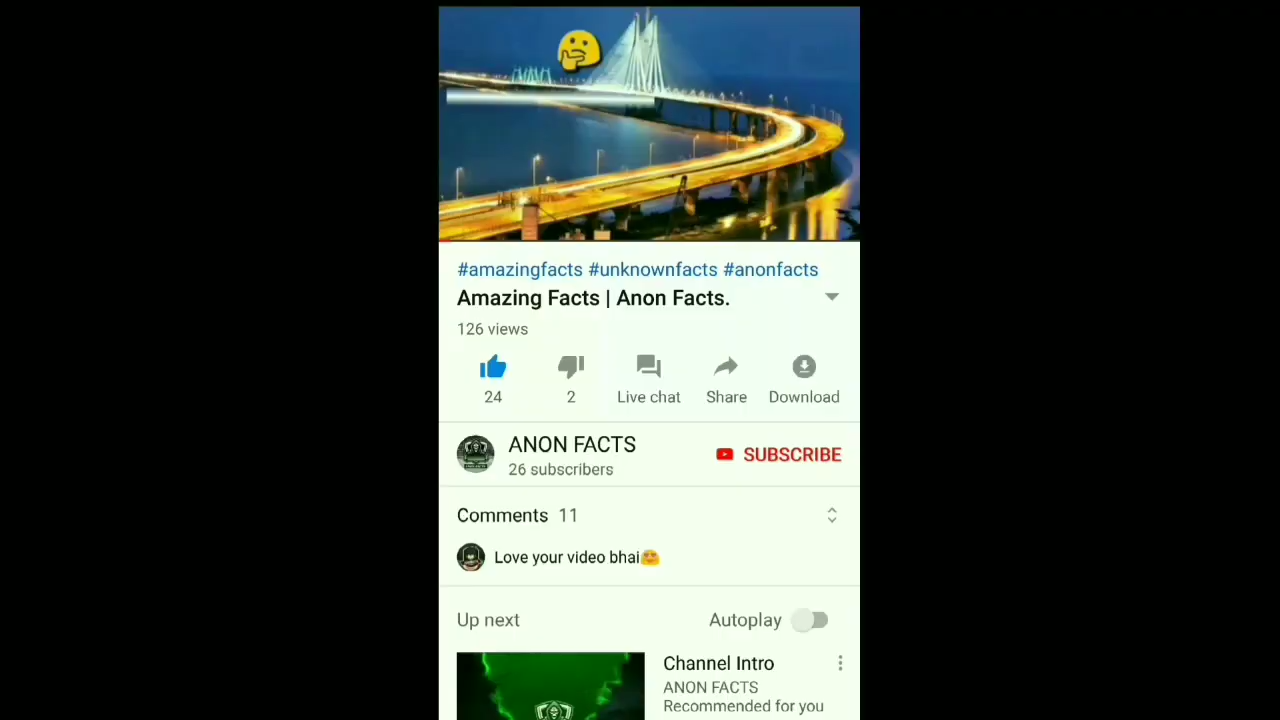 #amazingfacts #unknownfacts #anonfacts
Amazing Facts | Anon Facts.
126 views
24
2
Live chat
Share
Download
ANON FACTS
26 subscribers
SUBSCRIBE
Comments 11
Love your video bhai🤗
Up next
Autoplay
Channel Intro
ANON FACTS
Recommended for you